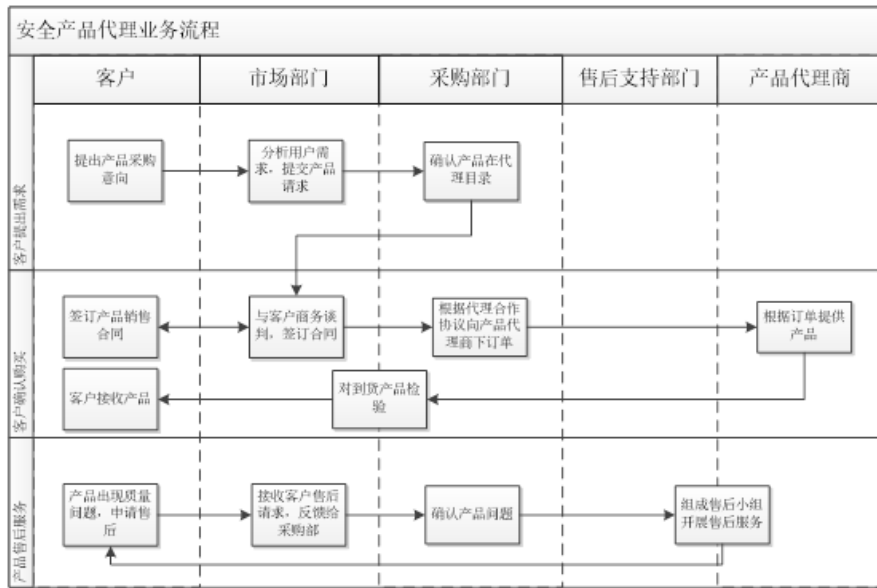 安全产品代理业务流程
客户
市场部门
采购部门
售后支持部门
产品代理商
客户提出需求
提出产品采购
意向
分析用户需
求，提交产品
请求
确认产品在代
理目录
客户确认购买
签订产品销售
合同
与客户商务谈
判，签订合同
根据代理合作
协议向产品代
理商下订单
根据订单提供
产品
客户接收产品
对到货产品检
验
产品售后服务
产品出现质量
问题，申请售
后
接收客户售后
请求，反馈给
采购部
确认产品问题
组成售后小组
开展售后服务